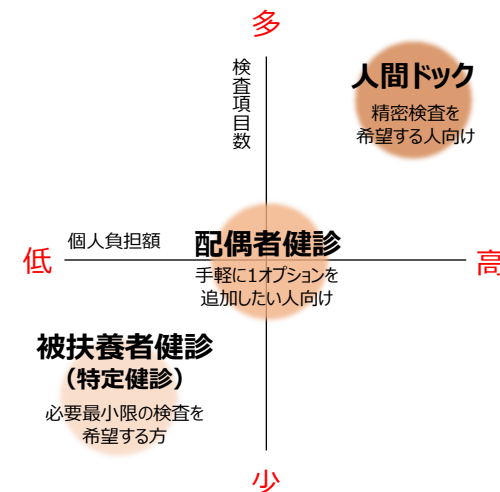 多
検査項目数
人間ドック
精密検査を
希望する人向け
個人負担額
低
高
配偶者健診
手軽に1オプションを
追加したい人向け
被扶養者健診
（特定健診）
必要最小限の検査を
希望する方
少